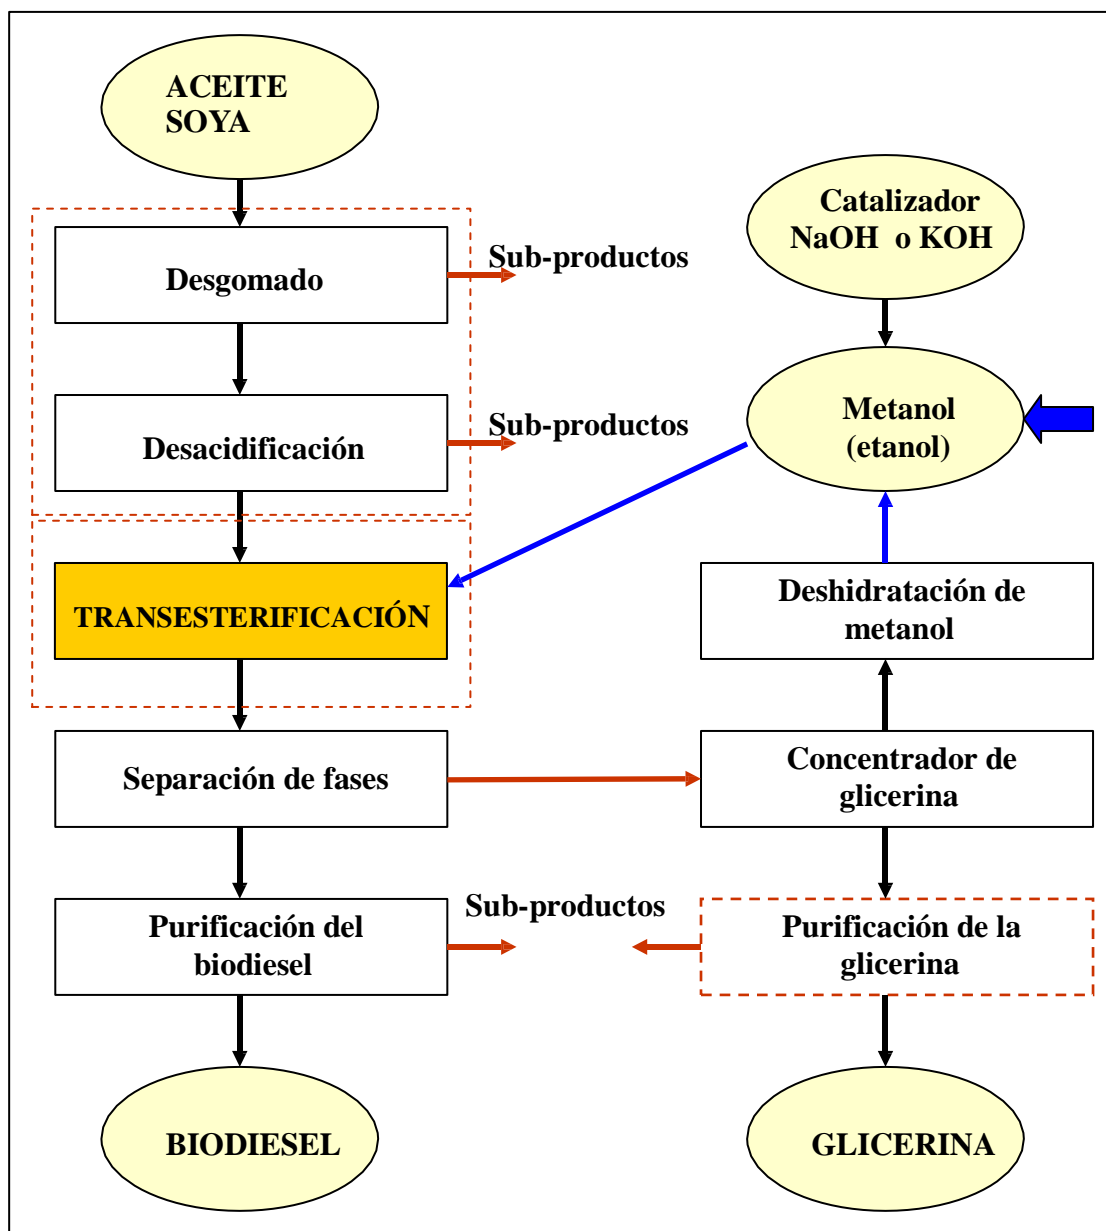 ACEITE
SOYA
Catalizador
NaOH o KOH
Desgomado
Sub-productos
Metanol
(etanol)
Desacidificación
Sub-productos
TRANSESTERIFICACIÓN
Deshidratación de
metanol
Separación de fases
Concentrador de
glicerina
Purificación del
biodiesel
Sub-productos
Purificación de la
glicerina
BIODIESEL
GLICERINA